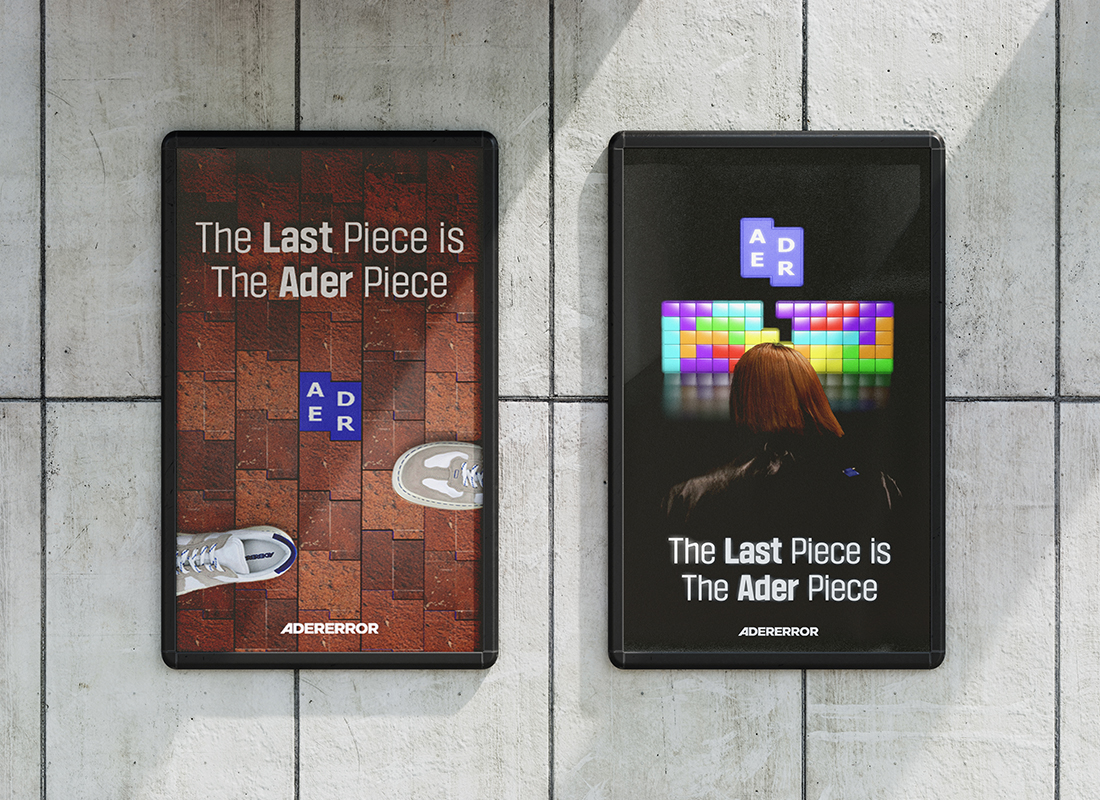 The Last Piece is
The Ader Piece
A D
E R
ADERERROR
A D
E R
The Last Piece is
The Ader Piece
ADERERROR